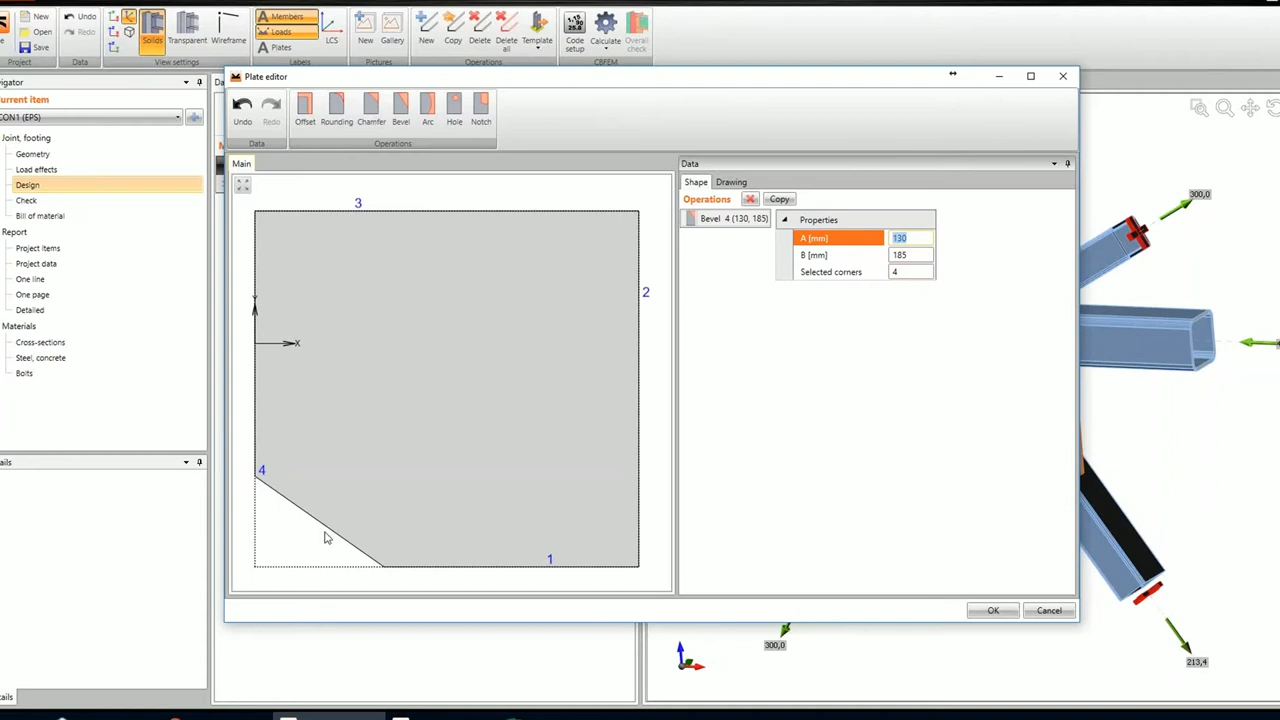 Undo
Redo
New
Open
Save
Solids
Transparent
Wireframe
Members
Loads
Plates
LCS
New
Gallery
New
Copy
Delete
Delete all
Template
Code setup
Calculate
Overall check
Project
Data
View settings
Labels
Pictures
Operations
CBFEM
Plate editor
Undo
Redo
Offset
Rounding
Chamfer
Bevel
Arc
Hole
Notch
Data
Operations
Current item
CON1 (EPS)
Joint, footing
Geometry
Load effects
Design
Check
Bill of material
Report
Project items
Project data
One line
One page
Detailed
Materials
Cross-sections
Steel, concrete
Bolts
Main
3
2
Y
X
4
1
Data
Shape
Drawing
Operations
Copy
Bevel 4 (130, 185)
Properties
A [mm] 130
B [mm] 185
Selected corners 4
OK
Cancel
300,0
300,0
213,4